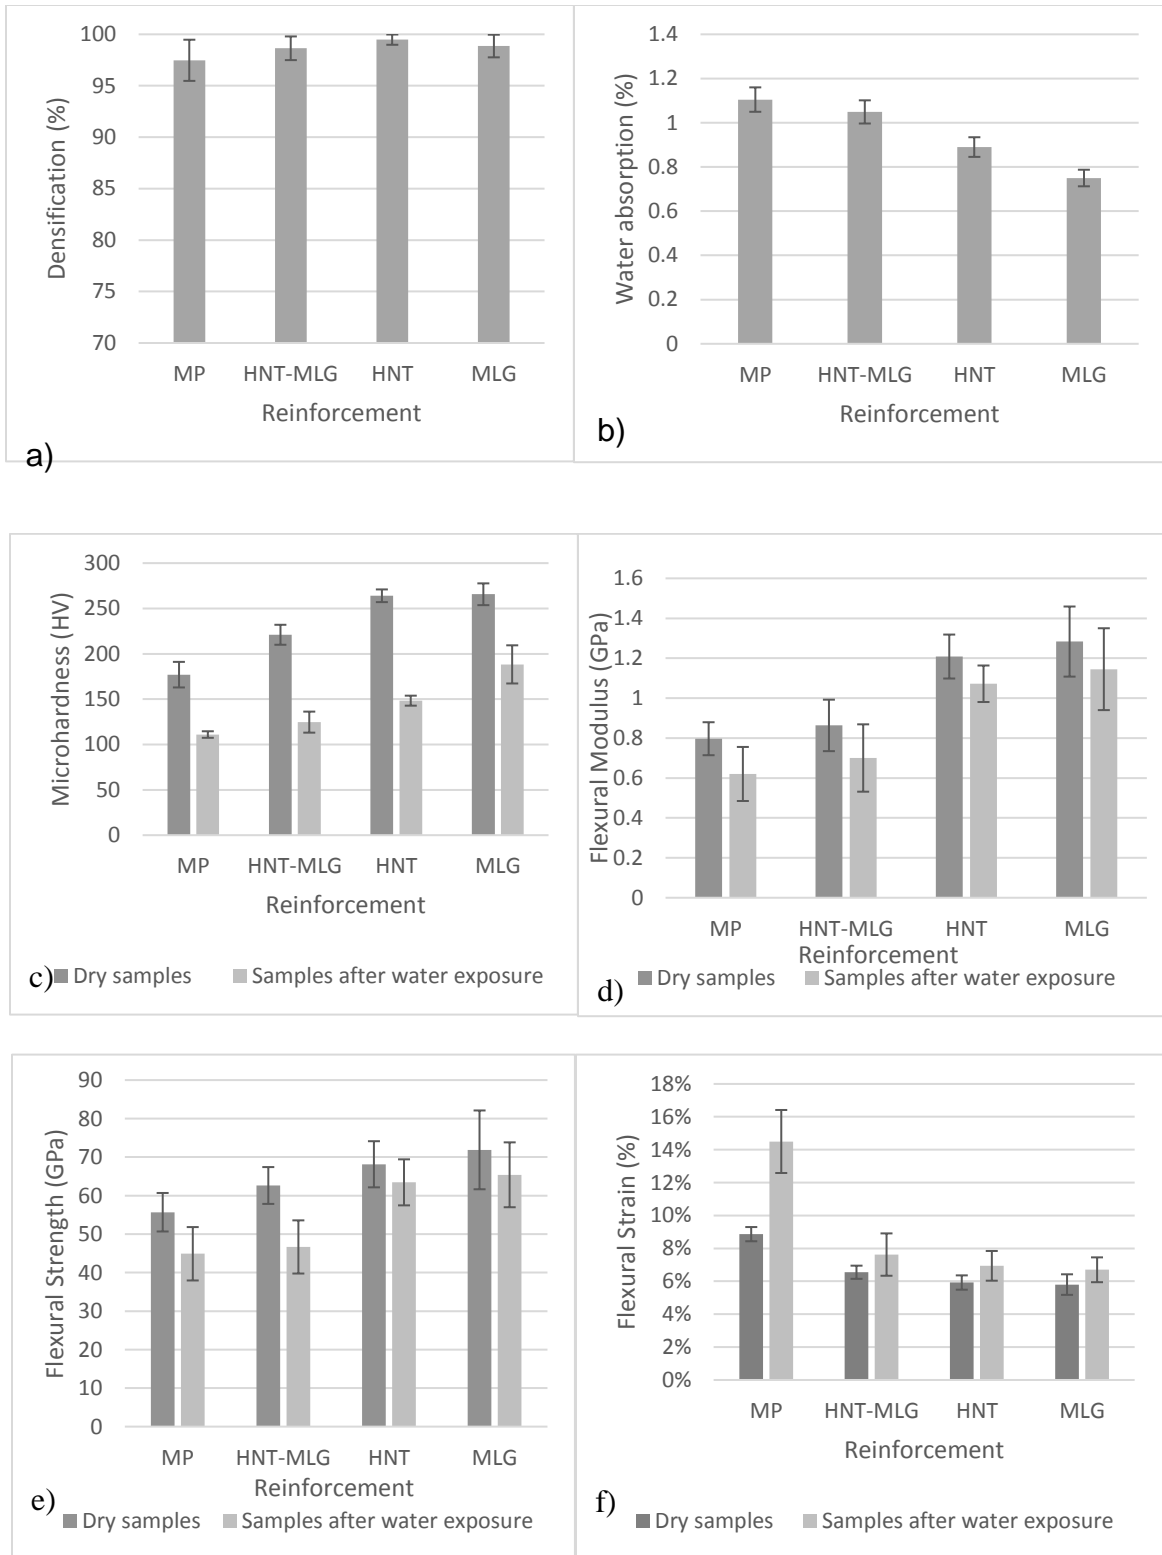 Densification (%)
100
95
90
85
80
75
70
MP HNT-MLG HNT MLG
Reinforcement
a)
Water absorption (%)
1.4
1.2
1
0.8
0.6
0.4
0.2
0
MP HNT-MLG HNT MLG
Reinforcement
b)
Microhardness (HV)
300
250
200
150
100
50
0
MP HNT-MLG HNT MLG
Reinforcement
c) Dry samples Samples after water exposure
Flexural Modulus (GPa)
1.6
1.4
1.2
1
0.8
0.6
0.4
0.2
0
MP HNT-MLG HNT MLG
Reinforcement
d) Dry samples Samples after water exposure
Flexural Strength (GPa)
90
80
70
60
50
40
30
20
10
0
MP HNT-MLG HNT MLG
Reinforcement
e) Dry samples Samples after water exposure
Flexural Strain (%)
18%
16%
14%
12%
10%
8%
6%
4%
2%
0%
MP HNT-MLG HNT MLG
Reinforcement
f) Dry samples Samples after water exposure